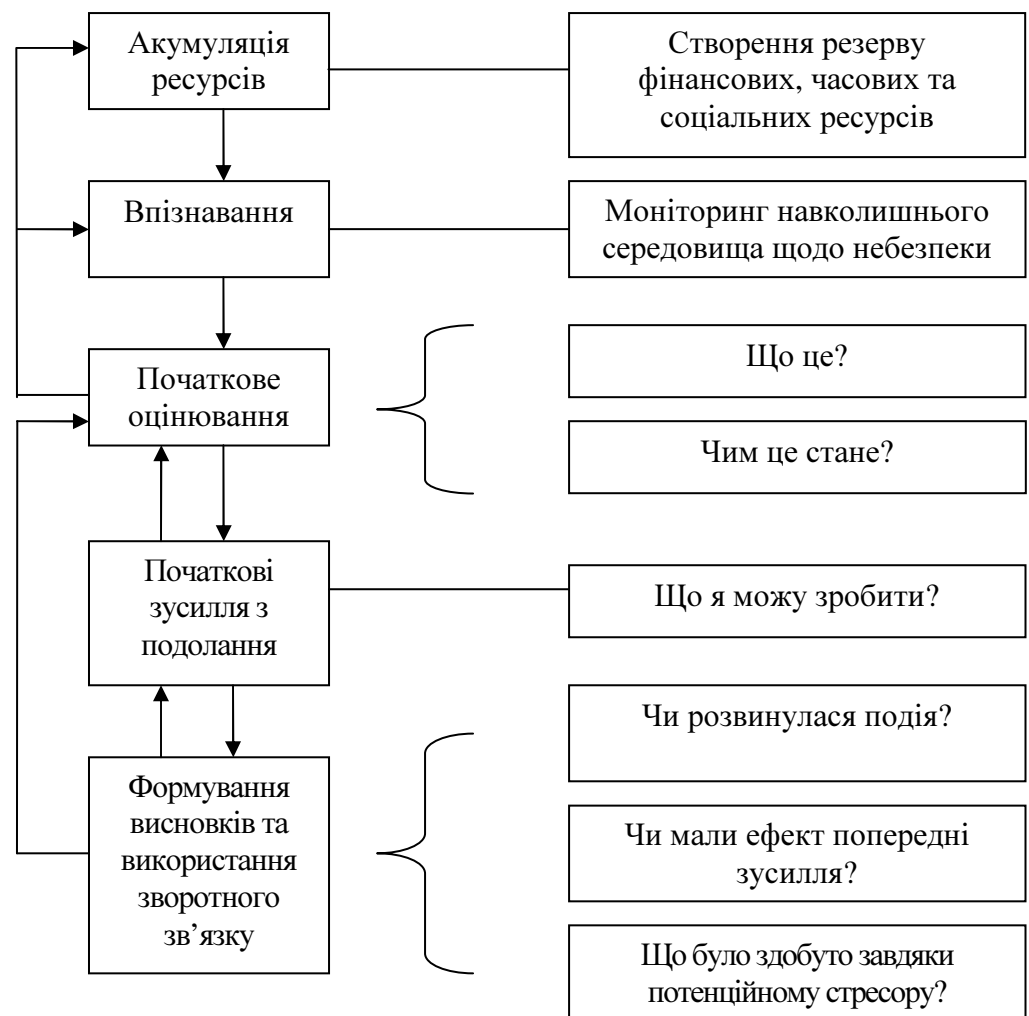 Акумуляція
ресурсів
Створення резерву
фінансових, часових та
соціальних ресурсів
Впізнавання
Моніторинг навколишнього
середовища щодо небезпеки
Початкове
оцінювання
Що це?
Чим це стане?
Початкові
зусилля з
подолання
Що я можу зробити?
Формування
висновків та
використання
зворотного
зв’язку
Чи розвинулася подія?
Чи мали ефект попередні
зусилля?
Що було здобуто завдяки
потенційному стресору?